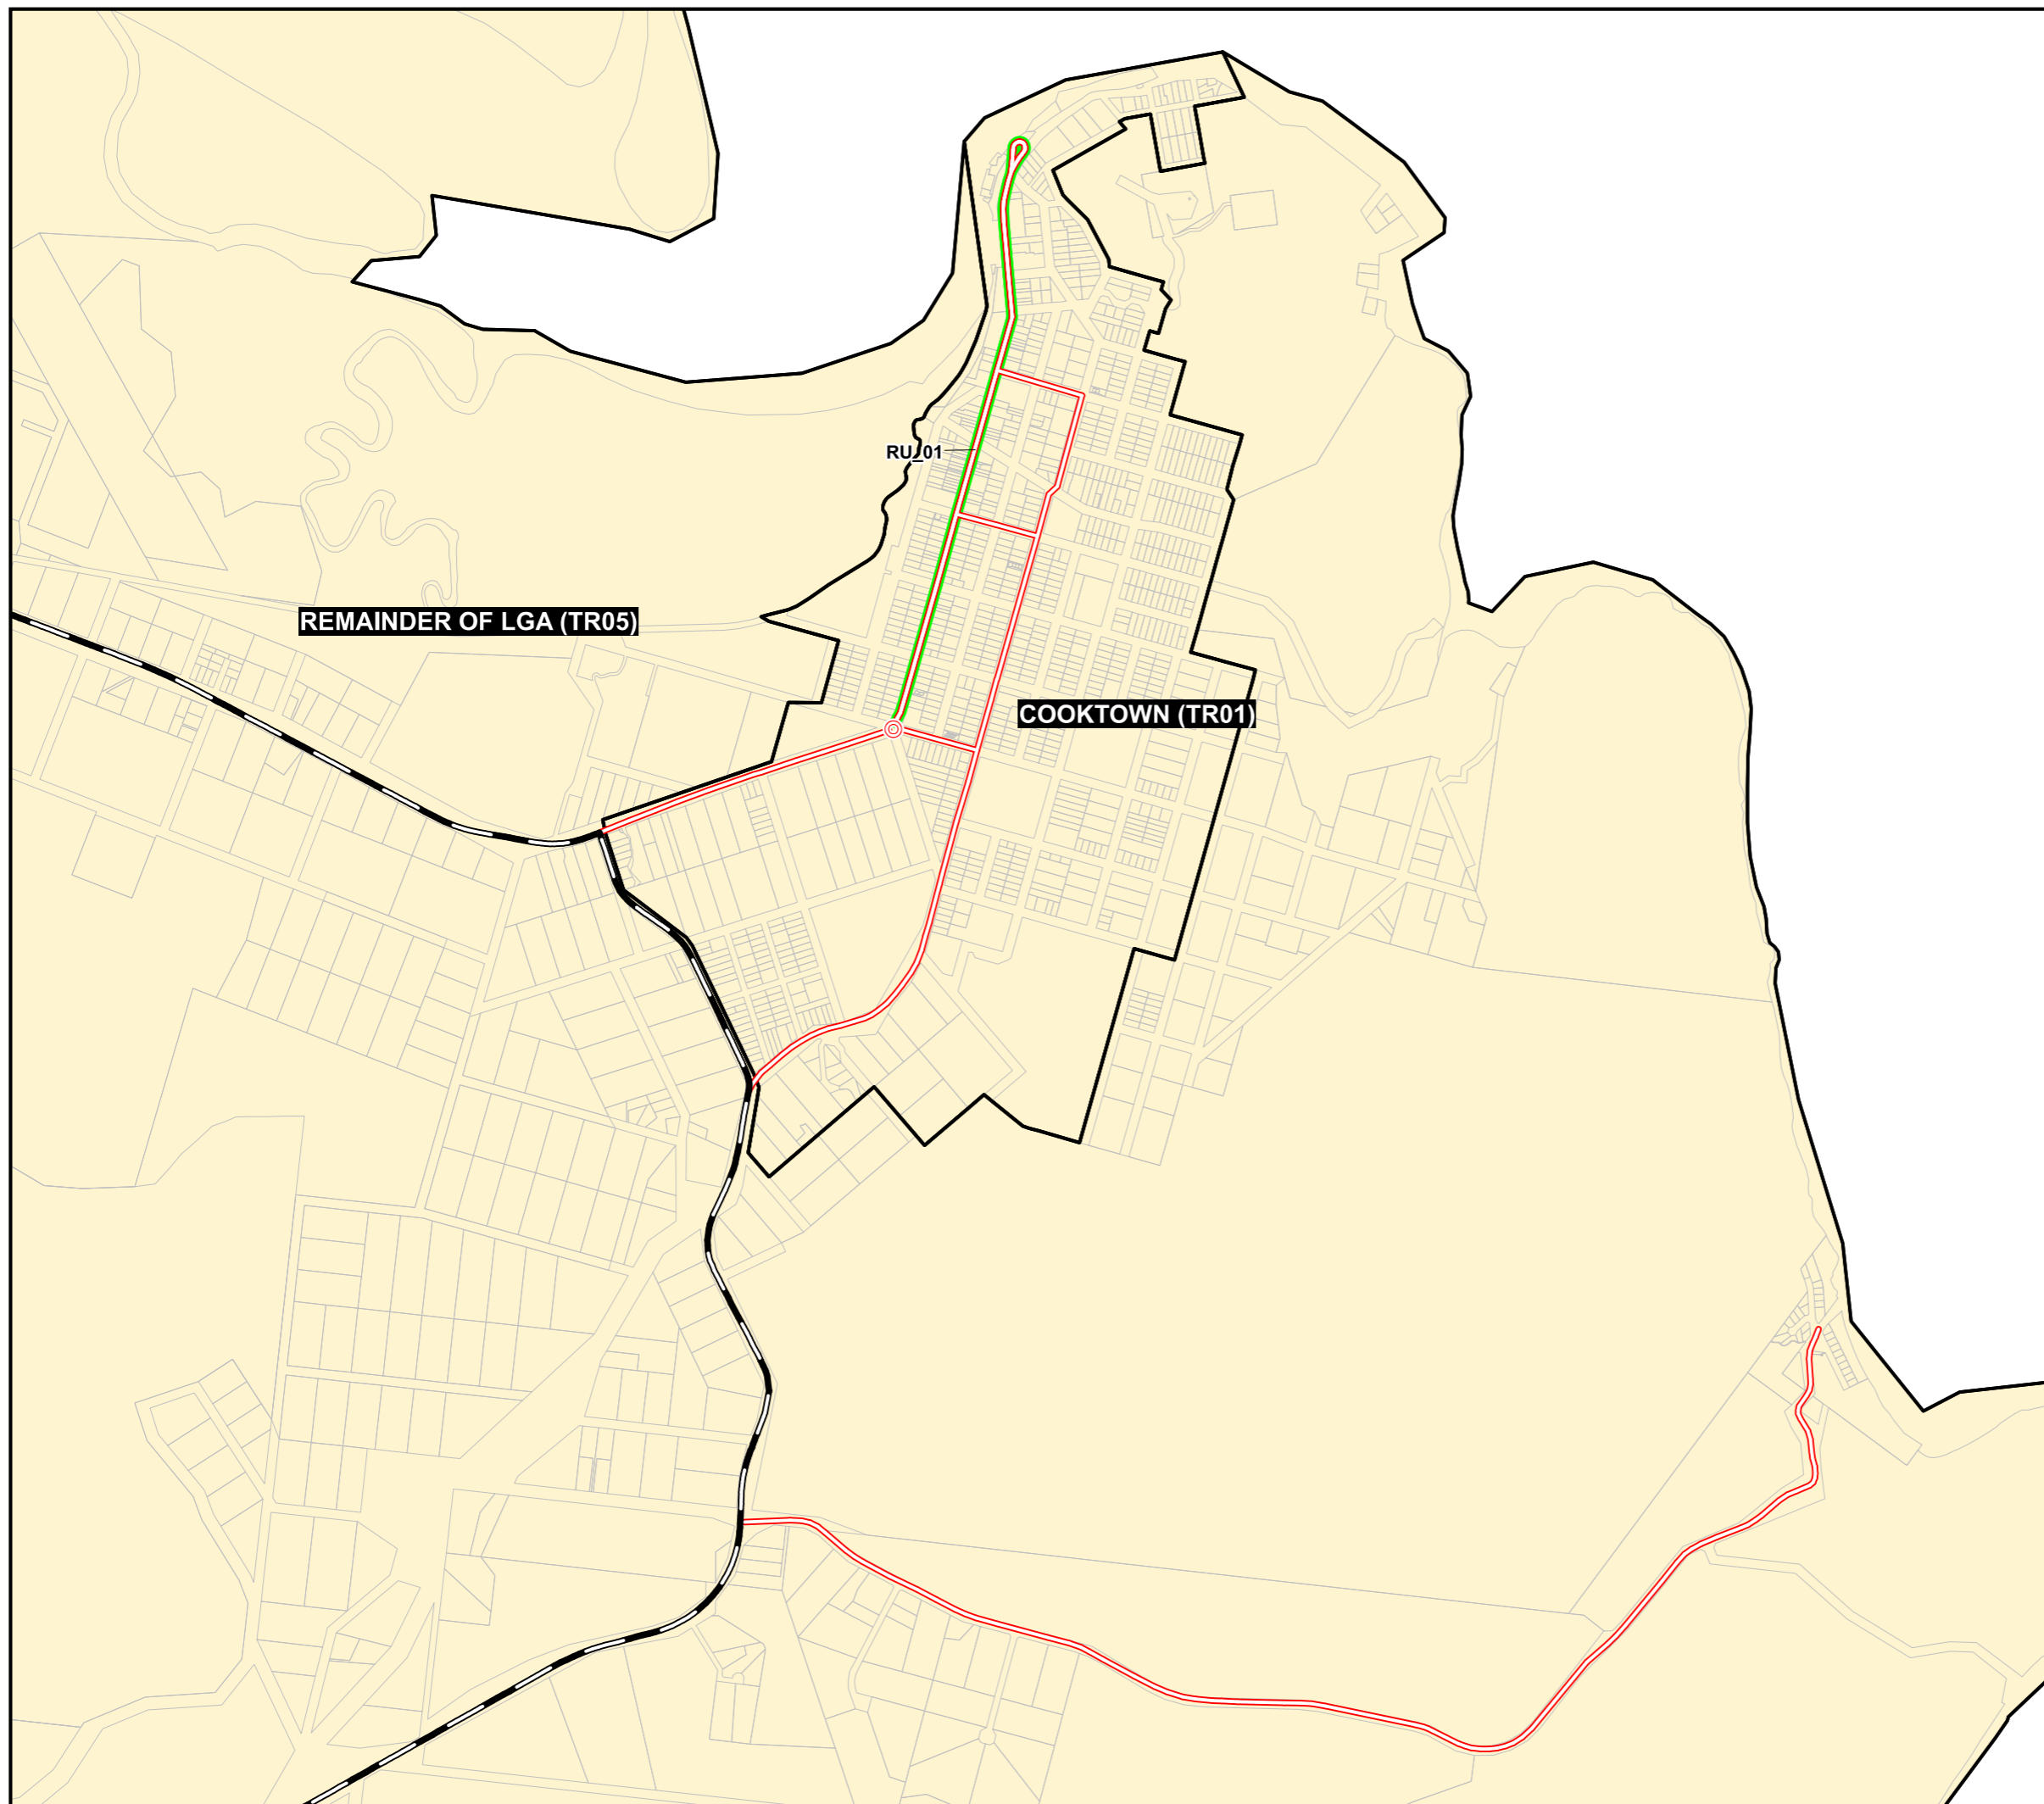 RU_01
REMAINDER OF LGA (TR05)
COOKTOWN (TR01)